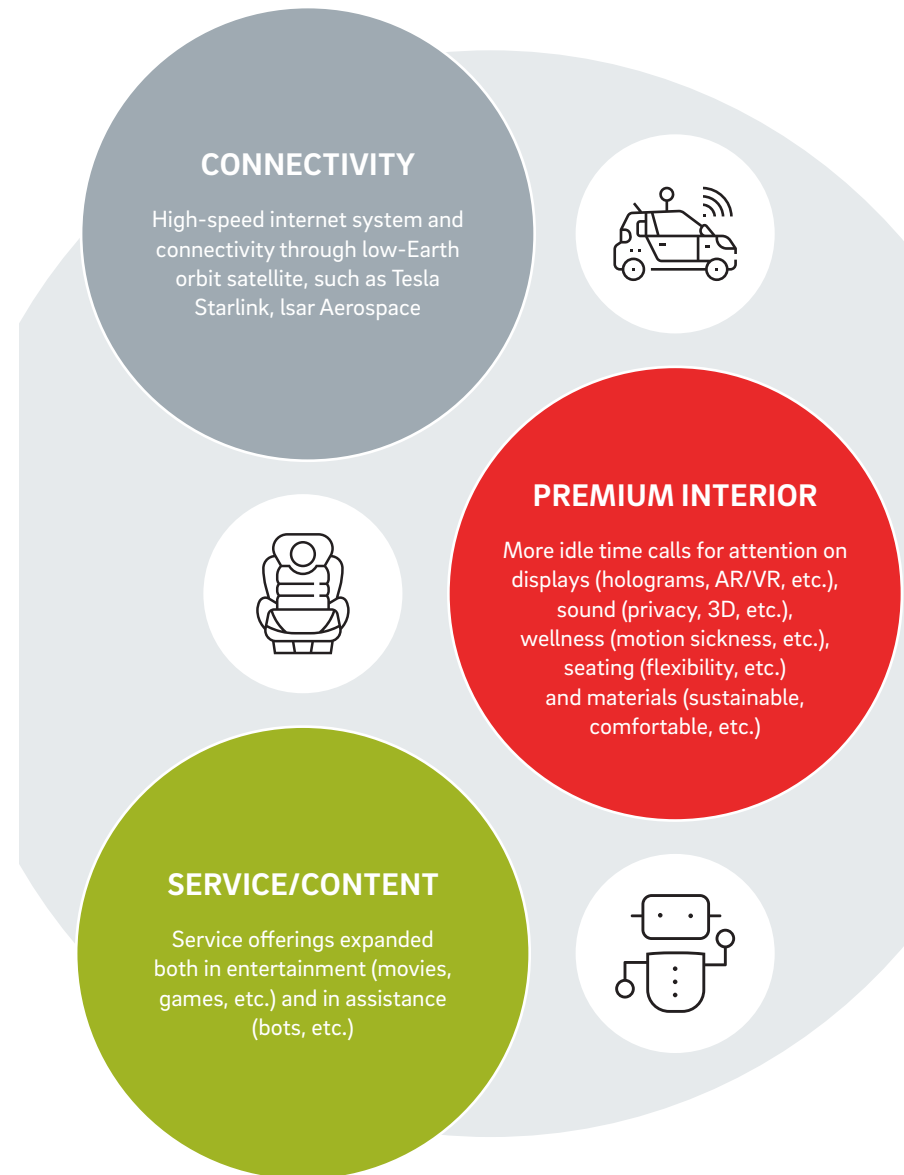 CONNECTIVITY
High-speed internet system and
connectivity through low-Earth
orbit satellite, such as Tesla
Starlink, lsar Aerospace
PREMIUM INTERIOR
More idle time calls for attention on
displays (holograms, AR/VR, etc.),
sound (privacy, 3D, etc.),
wellness (motion sickness, etc.),
seating (flexibility, etc.)
and materials (sustainable,
comfortable, etc.)
SERVICE/CONTENT
Service offerings expanded
both in entertainment (movies,
games, etc.) and in assistance
(bots, etc.)